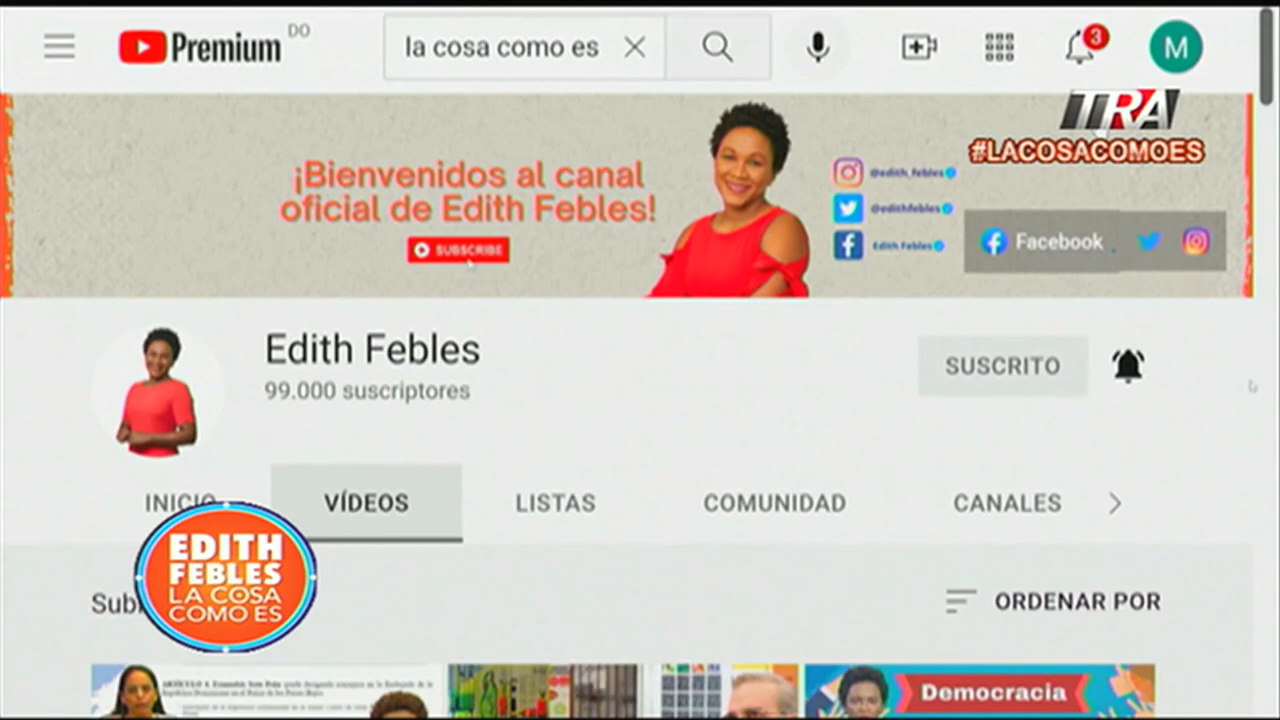 Premium
DO
la cosa como es
3
M
TRA
#LACOSACOMOES
¡Bienvenidos al canal
oficial de Edith Febles!
SUBSCRIBE
@edith_febles
@edithfebles
Edith Febles
Facebook
Edith Febles
99.000 suscriptores
SUSCRITO
INICIO
VÍDEOS
LISTAS
COMUNIDAD
CANALES
EDITH
FEBLES
LA COSA
COMO ES
ORDENAR POR
Democracia